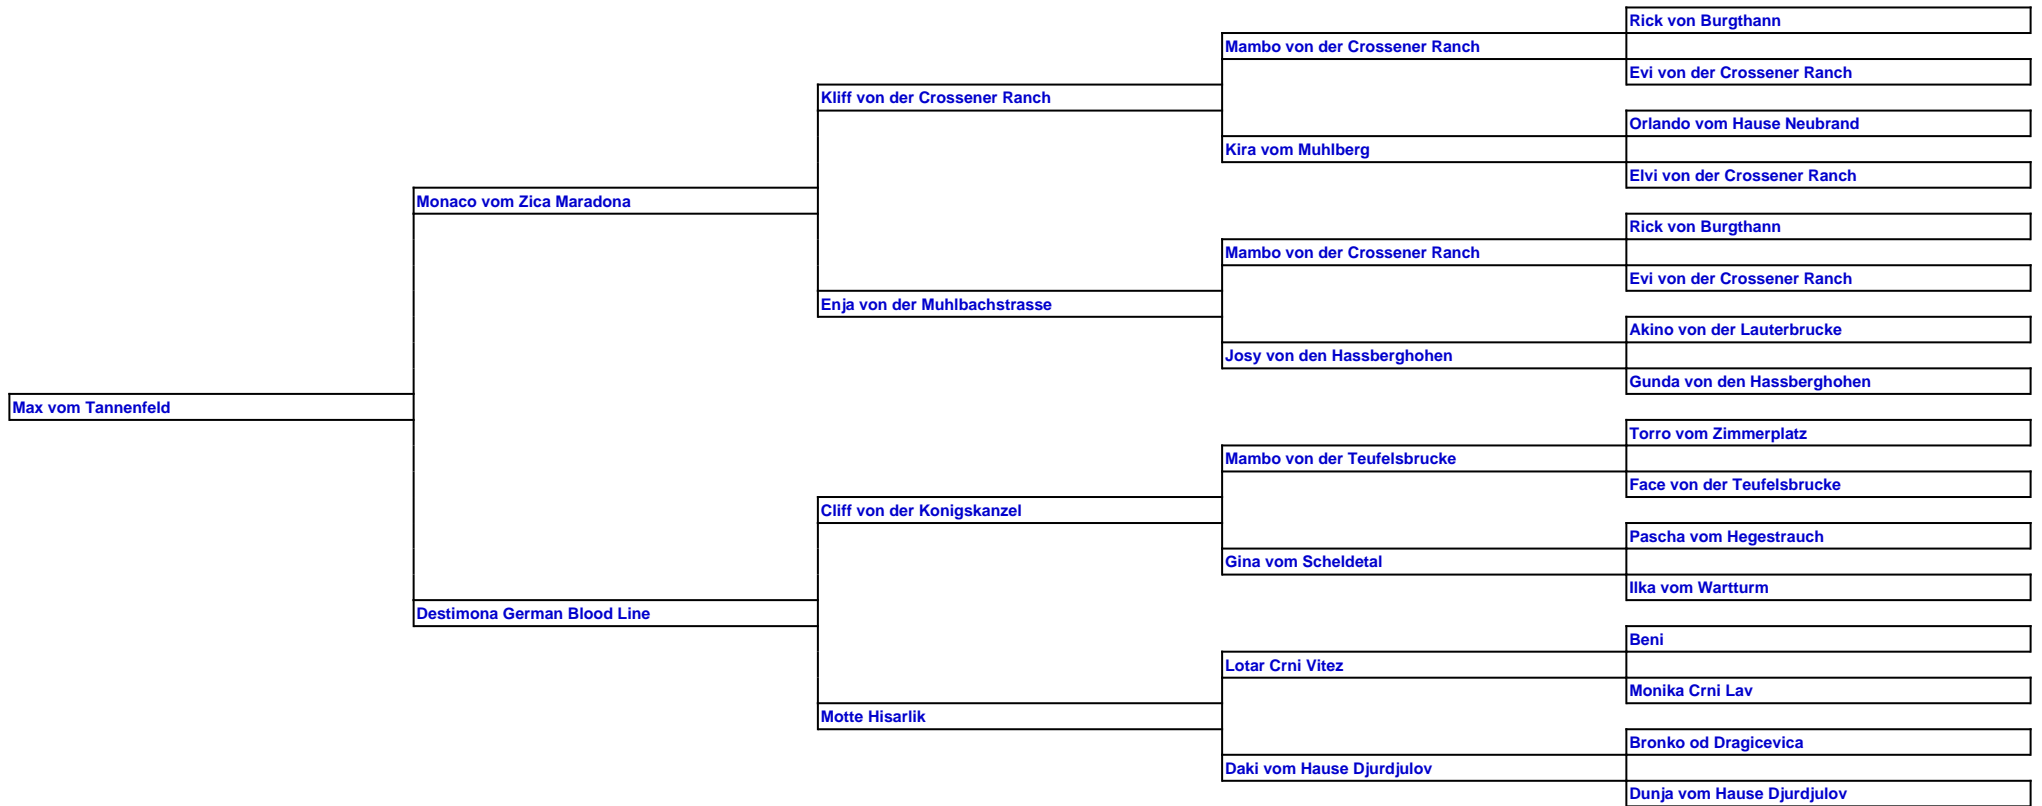 Rick von Burgthann
Mambo von der Crossener Ranch
Evi von der Crossener Ranch
Kliff von der Crossener Ranch
Orlando vom Hause Neubrand
Kira vom Muhlberg
Elvi von der Crossener Ranch
Monaco vom Zica Maradona
Rick von Burgthann
Mambo von der Crossener Ranch
Evi von der Crossener Ranch
Enja von der Muhlbachstrasse
Akino von der Lauterbrucke
Josy von den Hassberghohen
Gunda von den Hassberghohen
Max vom Tannenfeld
Torro vom Zimmerplatz
Mambo von der Teufelsbrucke
Face von der Teufelsbrucke
Cliff von der Konigskanzel
Pascha vom Hegestrauch
Gina vom Scheldetal
Ilka vom Wartturm
Destimona German Blood Line
Beni
Lotar Crni Vitez
Monika Crni Lav
Motte Hisarlik
Bronko od Dragicevica
Daki vom Hause Djurdjulov
Dunja vom Hause Djurdjulov